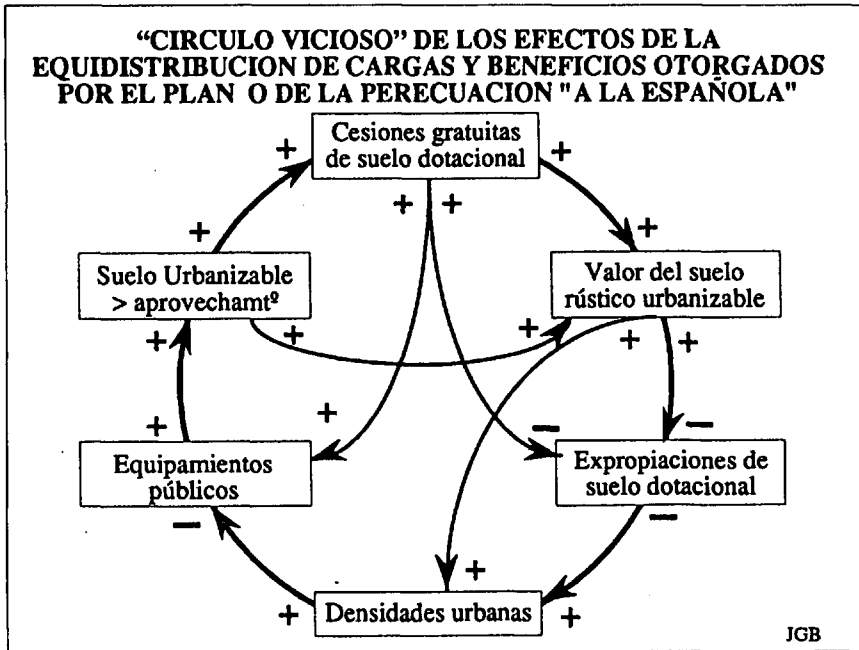 “CIRCULO VICIOSO” DE LOS EFECTOS DE LA
EQUIDISTRIBUCION DE CARGAS Y BENEFICIOS OTORGADOS
POR EL PLAN O DE LA PERECUACION "A LA ESPAÑOLA"
Cesiones gratuitas
de suelo dotacional
+ +
+ +
+ +
Suelo Urbanizable
> aprovechamtº
Valor del suelo
rústico urbanizable
+ + + + +
+ + −
−
Equipamientos
públicos
Expropiaciones de
suelo dotacional
− −
+
+ Densidades urbanas +
JGB